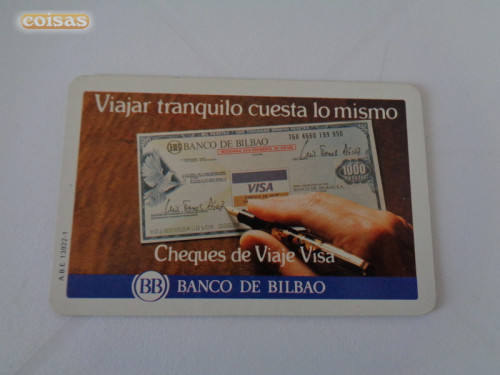 coisas
Viajar tranquilo cuesta lo mismo
BANCO DE BILBAO
VISA
1000
Cheques de Viaje Visa
BB BANCO DE BILBAO
A B E 13922-1